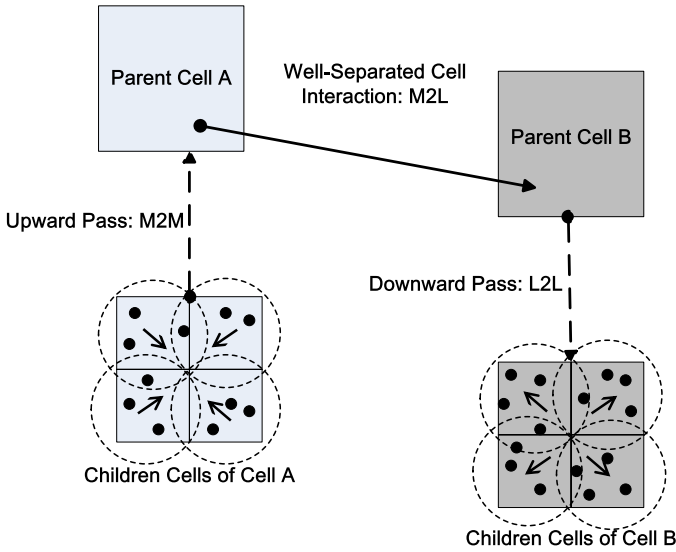 Parent Cell A
Well-Separated Cell
Interaction: M2L
Parent Cell B
Upward Pass: M2M
Downward Pass: L2L
Children Cells of Cell A
Children Cells of Cell B